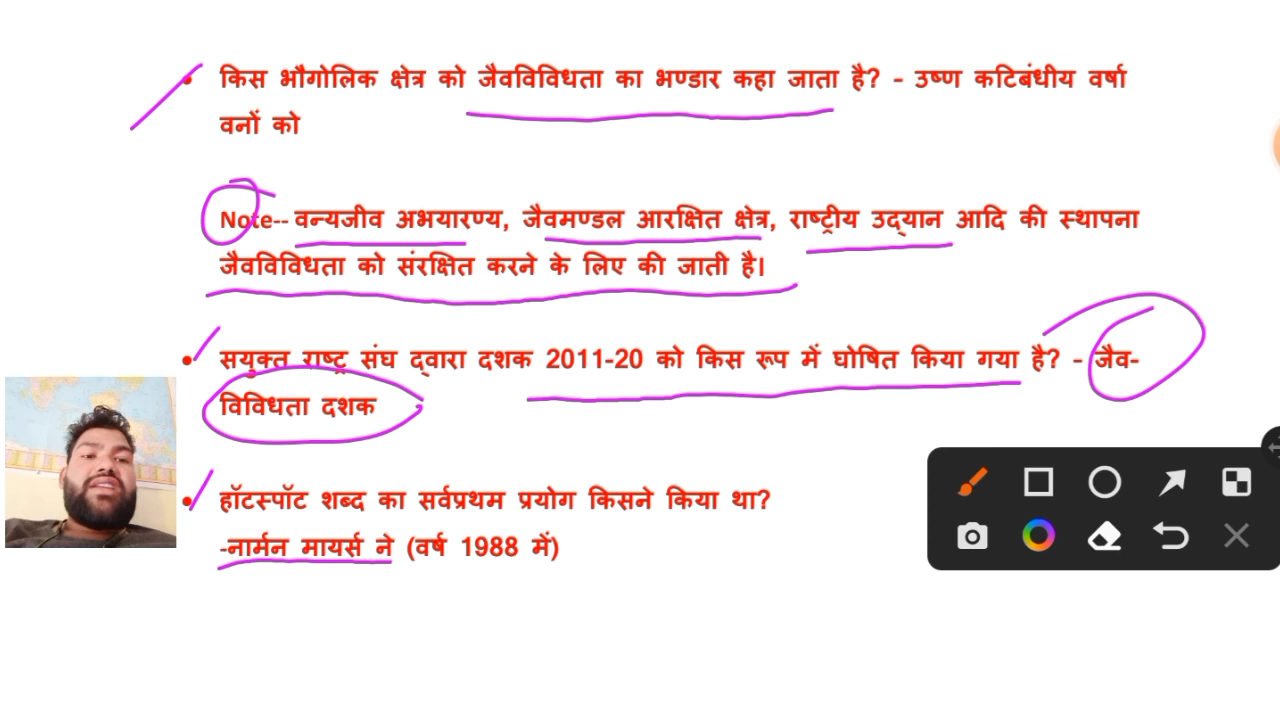 किस भौगोलिक क्षेत्र को जैवविविधता का भण्डार कहा जाता है? - उष्ण कटिबंधीय वर्षा
वनों को
Note-- वन्यजीव अभयारण्य, जैवमण्डल आरक्षित क्षेत्र, राष्ट्रीय उद्यान आदि की स्थापना
जैवविविधता को संरक्षित करने के लिए की जाती है।
सयुक्त राष्ट्र संघ द्वारा दशक 2011-20 को किस रूप में घोषित किया गया है? - जैव-
विविधता दशक
हॉटस्पॉट शब्द का सर्वप्रथम प्रयोग किसने किया था?
-नार्मन मायर्स ने (वर्ष 1988 में)